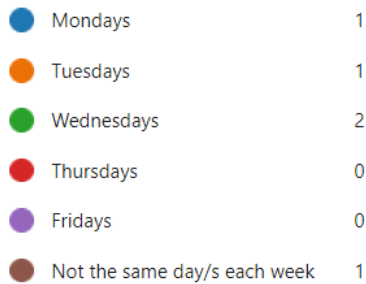 Mondays 1
Tuesdays 1
Wednesdays 2
Thursdays 0
Fridays 0
Not the same day/s each week 1